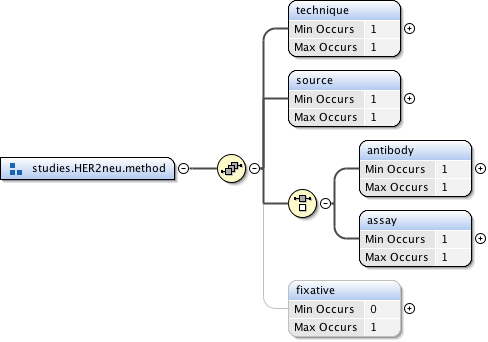 technique
Min Occurs 1
Max Occurs 1
source
Min Occurs 1
Max Occurs 1
studies.HER2neu.method
antibody
Min Occurs 1
Max Occurs 1
assay
Min Occurs 1
Max Occurs 1
fixative
Min Occurs 0
Max Occurs 1